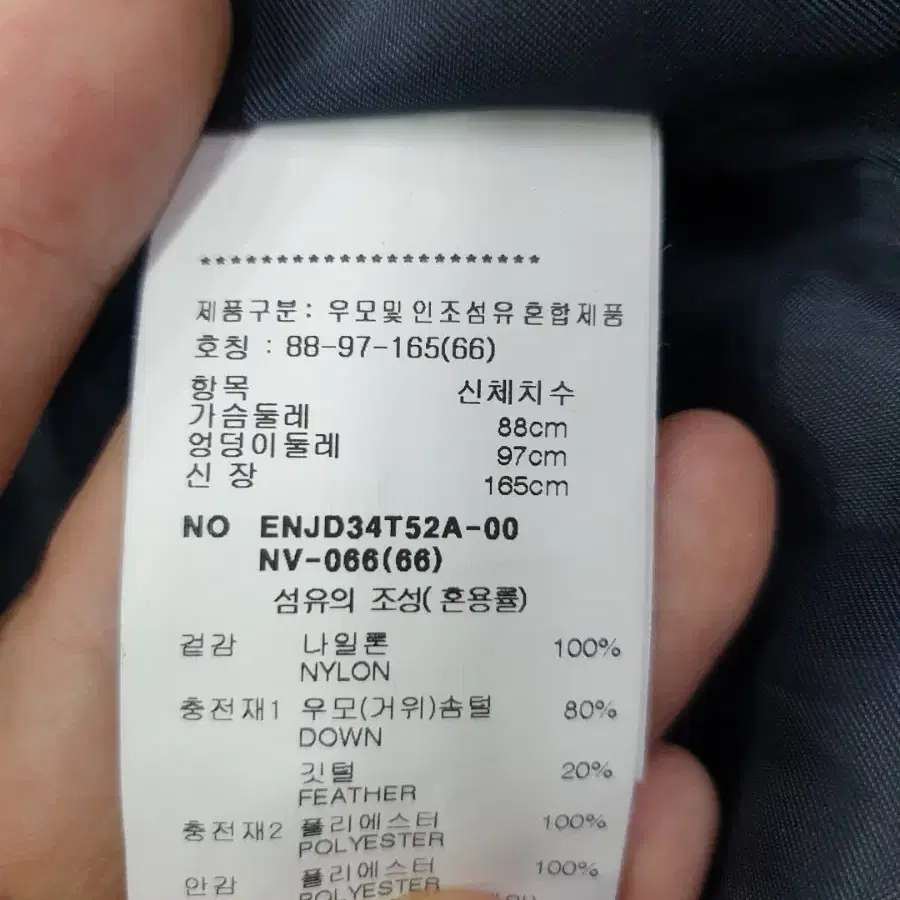 **********************
제품구분 : 우모및 인조섬유 혼합제품
호칭 : 88-97-165(66)
항목 신체치수
가슴둘레 88cm
엉덩이둘레 97cm
신 장 165cm
NO ENJD34T52A-00
NV-066(66)
섬유의 조성( 혼용률)
겉감 나일론 100%
NYLON
충전재1 우모(거위)솜털 80%
DOWN
깃털 20%
FEATHER
충전재2 폴리에스터 100%
POLYESTER
안감 폴리에스터 100%
POLYESTER